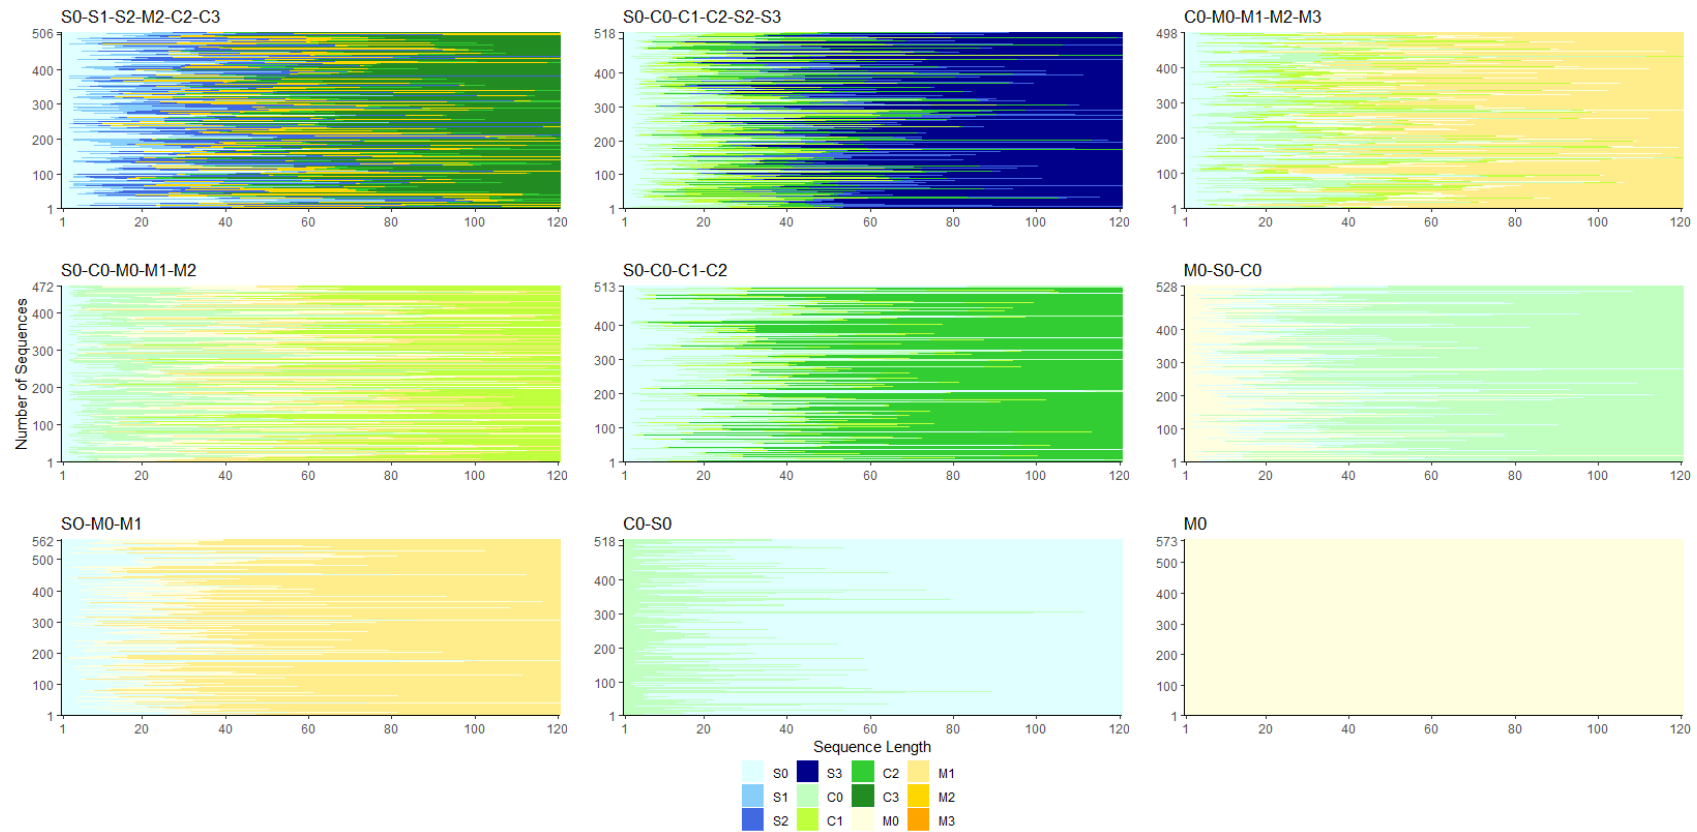 S0-S1-S2-M2-C2-C3
S0-C0-C1-C2-S2-S3
C0-M0-M1-M2-M3
506
400
300
200
100
1
1 20 40 60 80 100 120
518
400
300
200
100
1
1 20 40 60 80 100 120
498
400
300
200
100
1
1 20 40 60 80 100 120
Number of Sequences
S0-C0-M0-M1-M2
S0-C0-C1-C2
M0-S0-C0
472
400
300
200
100
1
1 20 40 60 80 100 120
513
400
300
200
100
1
1 20 40 60 80 100 120
528
400
300
200
100
1
1 20 40 60 80 100 120
SO-M0-M1
C0-S0
M0
562
500
400
300
200
100
1
1 20 40 60 80 100 120
518
400
300
200
100
1
1 20 40 60 80 100 120
573
500
400
300
200
100
1
1 20 40 60 80 100 120
Sequence Length
S0 S3 C2 M1
S1 C0 C3 M2
S2 C1 M0 M3